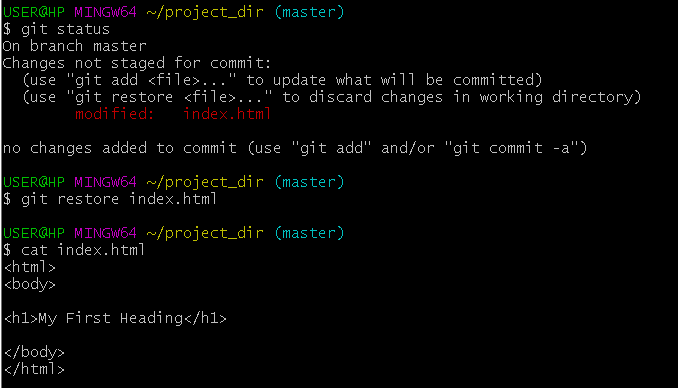 USER@HP MINGW64 ~/project_dir (master)
$ git status
On branch master
Changes not staged for commit:
  (use "git add <file>..." to update what will be committed)
  (use "git restore <file>..." to discard changes in working directory)
        modified:   index.html

no changes added to commit (use "git add" and/or "git commit -a")

USER@HP MINGW64 ~/project_dir (master)
$ git restore index.html

USER@HP MINGW64 ~/project_dir (master)
$ cat index.html
<html>
<body>

<h1>My First Heading</h1>

</body>
</html>